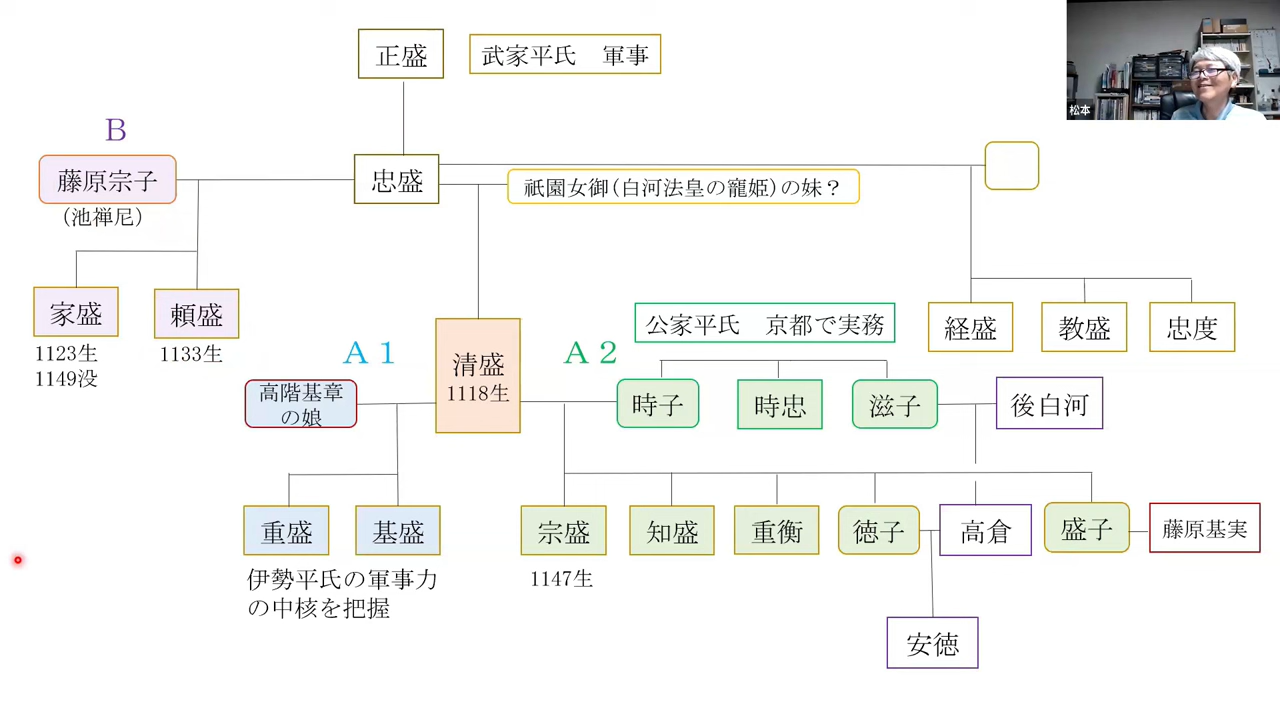 正盛
武家平氏　軍事
松本
B
藤原宗子
(池禅尼)
忠盛
祇園女御(白河法皇の寵姫)の妹？
家盛
1123生
1149没
頼盛
1133生
経盛
教盛
忠度
公家平氏　京都で実務
A1
高階基章
の娘
清盛
1118生
A2
時子
時忠
滋子
後白河
重盛
基盛
伊勢平氏の軍事力
の中核を把握
宗盛
1147生
知盛
重衡
徳子
高倉
盛子
藤原基実
安徳